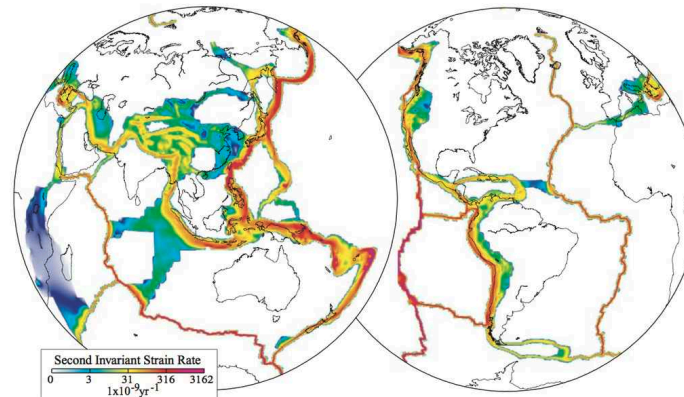 Second Invariant Strain Rate
0 3 31 316 3162
1x10⁻⁹yr⁻¹